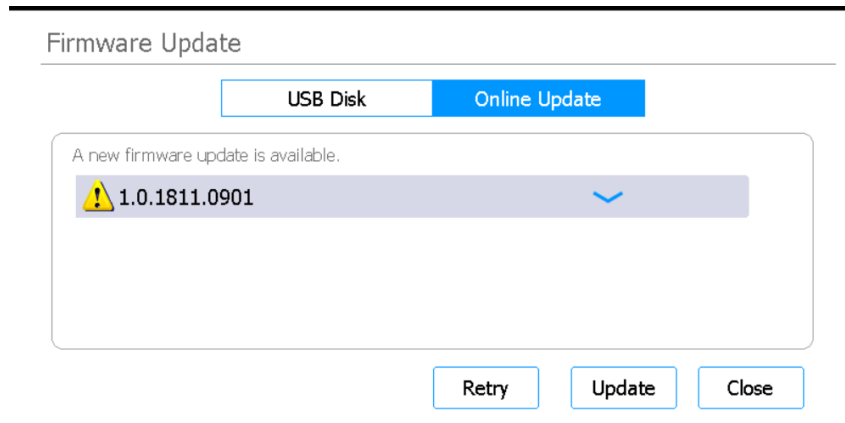 Firmware Update
USB Disk
Online Update
A new firmware update is available.
1.0.1811.0901
Retry
Update
Close